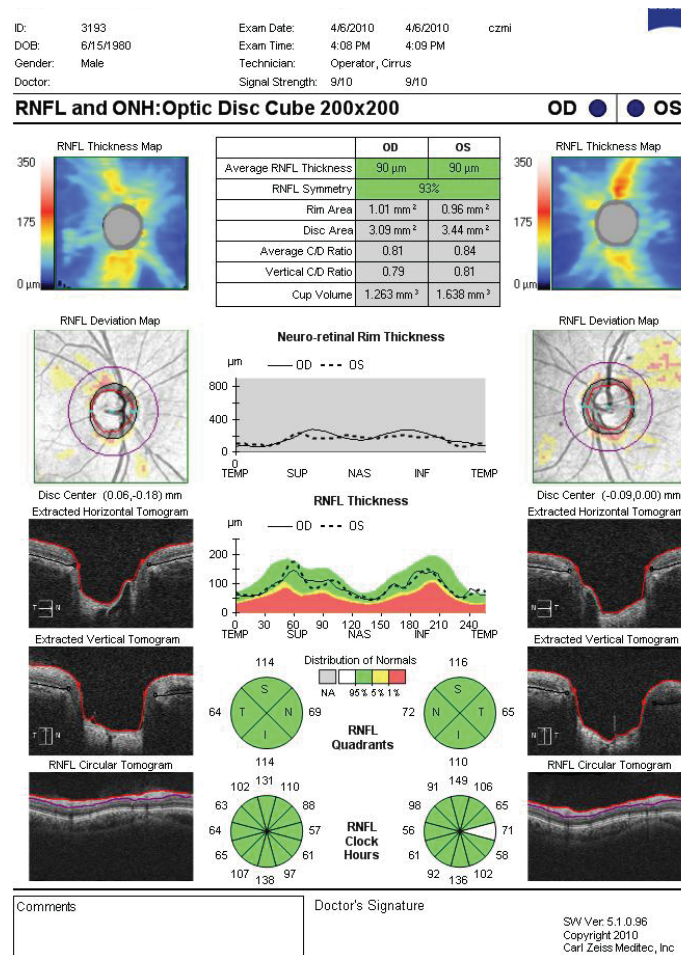 ID: 3193 Exam Date: 4/6/2010 4/6/2010 czmi
DOB: 6/15/1980 Exam Time: 4:08 PM 4:09 PM
Gender: Male Technician: Operator, Cirrus
Doctor: Signal Strength: 9/10 9/10
RNFL and ONH:Optic Disc Cube 200x200 OD OS
RNFL Thickness Map
350
175
0 µm
OD OS
Average RNFL Thickness 90 µm 90 µm
RNFL Symmetry 93%
Rim Area 1.01 mm² 0.96 mm²
Disc Area 3.09 mm² 3.44 mm²
Average C/D Ratio 0.81 0.84
Vertical C/D Ratio 0.79 0.81
Cup Volume 1.263 mm³ 1.638 mm³
RNFL Thickness Map
350
175
0 µm
RNFL Deviation Map
Disc Center (0.06,-0.18) mm
Neuro-retinal Rim Thickness
µm OD OS
800
400
0
TEMP SUP NAS INF TEMP
RNFL Deviation Map
Disc Center (-0.09,0.00) mm
Extracted Horizontal Tomogram
T N
RNFL Thickness
µm OD OS
200
100
0
0 30 60 90 120 150 180 210 240
TEMP SUP NAS INF TEMP
Extracted Horizontal Tomogram
N T
Extracted Vertical Tomogram
T N
Distribution of Normals
NA 95% 5% 1%
114
S
64 T N 69
I
114
RNFL
Quadrants
116
S
72 N T 65
I
110
Extracted Vertical Tomogram
N T
RNFL Circular Tomogram
131
102 110
63 88
64 57
65 61
107 97
138
RNFL
Clock
Hours
149
91 106
98 65
56 71
61 58
92 102
136
RNFL Circular Tomogram
Comments
Doctor's Signature
SW Ver: 5.1.0.96
Copyright 2010
Carl Zeiss Meditec, Inc